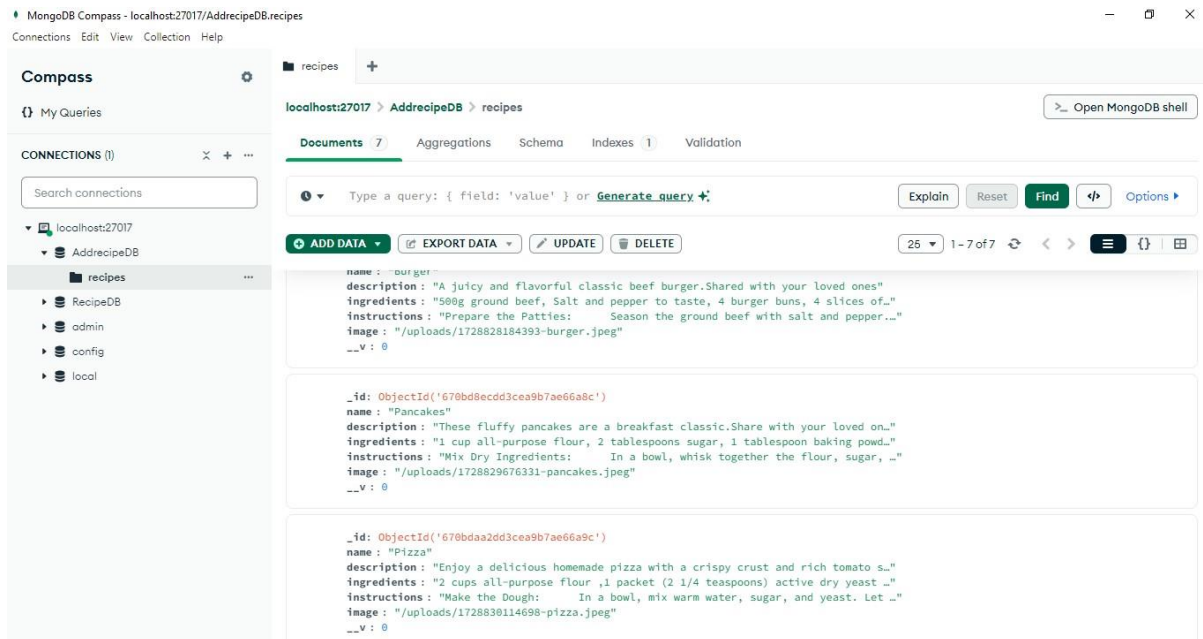 MongoDB Compass - localhost:27017/AddrecipeDB.recipes
Connections Edit View Collection Help
Compass
{} My Queries
CONNECTIONS (1)
Search connections
localhost:27017
AddrecipeDB
recipes
RecipeDB
admin
config
local
recipes
localhost:27017 > AddrecipeDB > recipes
>_ Open MongoDB shell
Documents 7 Aggregations Schema Indexes 1 Validation
Type a query: { field: 'value' } or Generate query
Explain Reset Find </> Options
ADD DATA EXPORT DATA UPDATE DELETE
25 1 – 7 of 7 {}
name : "Burger"
description : "A juicy and flavorful classic beef burger.Shared with your loved ones"
ingredients : "500g ground beef, Salt and pepper to taste, 4 burger buns, 4 slices of…"
instructions : "Prepare the Patties: Season the ground beef with salt and pepper.…"
image : "/uploads/1728828184393-burger.jpeg"
__v : 0
_id: ObjectId('670bd8ecdd3cea9b7ae66a8c')
name : "Pancakes"
description : "These fluffy pancakes are a breakfast classic.Share with your loved on…"
ingredients : "1 cup all-purpose flour, 2 tablespoons sugar, 1 tablespoon baking powd…"
instructions : "Mix Dry Ingredients: In a bowl, whisk together the flour, sugar, …"
image : "/uploads/1728829676331-pancakes.jpeg"
__v : 0
_id: ObjectId('670bdaa2dd3cea9b7ae66a9c')
name : "Pizza"
description : "Enjoy a delicious homemade pizza with a crispy crust and rich tomato s…"
ingredients : "2 cups all-purpose flour ,1 packet (2 1/4 teaspoons) active dry yeast …"
instructions : "Make the Dough: In a bowl, mix warm water, sugar, and yeast. Let …"
image : "/uploads/1728830114698-pizza.jpeg"
__v : 0